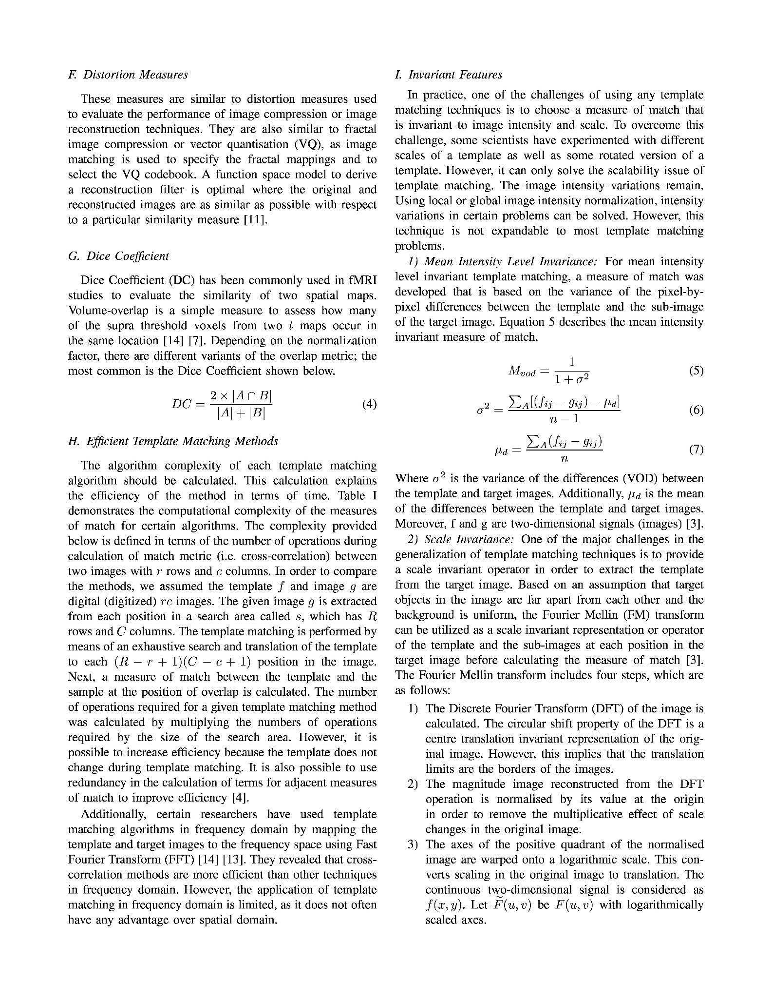 F. Distortion Measures
These measures are similar to distortion measures used
to evaluate the performance of image compression or image
reconstruction techniques. They are also similar to fractal
image compression or vector quantisation (VQ), as image
matching is used to specify the fractal mappings and to
select the VQ codebook. A function space model to derive
a reconstruction filter is optimal where the original and
reconstructed images are as similar as possible with respect
to a particular similarity measure [11].
G. Dice Coefficient
Dice Coefficient (DC) has been commonly used in fMRI
studies to evaluate the similarity of two spatial maps.
Volume-overlap is a simple measure to assess how many
of the supra threshold voxels from two t maps occur in
the same location [14] [7]. Depending on the normalization
factor, there are different variants of the overlap metric; the
most common is the Dice Coefficient shown below.
DC = \frac{2 × |A ∩ B|}{|A| + |B|} (4)
H. Efficient Template Matching Methods
The algorithm complexity of each template matching
algorithm should be calculated. This calculation explains
the efficiency of the method in terms of time. Table I
demonstrates the computational complexity of the measures
of match for certain algorithms. The complexity provided
below is defined in terms of the number of operations during
calculation of match metric (i.e. cross-correlation) between
two images with r rows and c columns. In order to compare
the methods, we assumed the template f and image g are
digital (digitized) rc images. The given image g is extracted
from each position in a search area called s, which has R
rows and C columns. The template matching is performed by
means of an exhaustive search and translation of the template
to each (R − r + 1)(C − c + 1) position in the image.
Next, a measure of match between the template and the
sample at the position of overlap is calculated. The number
of operations required for a given template matching method
was calculated by multiplying the numbers of operations
required by the size of the search area. However, it is
possible to increase efficiency because the template does not
change during template matching. It is also possible to use
redundancy in the calculation of terms for adjacent measures
of match to improve efficiency [4].
Additionally, certain researchers have used template
matching algorithms in frequency domain by mapping the
template and target images to the frequency space using Fast
Fourier Transform (FFT) [14] [13]. They revealed that cross-
correlation methods are more efficient than other techniques
in frequency domain. However, the application of template
matching in frequency domain is limited, as it does not often
have any advantage over spatial domain.
I. Invariant Features
In practice, one of the challenges of using any template
matching techniques is to choose a measure of match that
is invariant to image intensity and scale. To overcome this
challenge, some scientists have experimented with different
scales of a template as well as some rotated version of a
template. However, it can only solve the scalability issue of
template matching. The image intensity variations remain.
Using local or global image intensity normalization, intensity
variations in certain problems can be solved. However, this
technique is not expandable to most template matching
problems.
1) Mean Intensity Level Invariance: For mean intensity
level invariant template matching, a measure of match was
developed that is based on the variance of the pixel-by-
pixel differences between the template and the sub-image
of the target image. Equation 5 describes the mean intensity
invariant measure of match.
M_{vod} = \frac{1}{1 + σ^2} (5)
σ^2 = \frac{∑_A[(f_{ij} − g_{ij}) − μ_d]}{n − 1} (6)
μ_d = \frac{∑_A(f_{ij} − g_{ij})}{n} (7)
Where σ^2 is the variance of the differences (VOD) between
the template and target images. Additionally, μ_d is the mean
of the differences between the template and target images.
Moreover, f and g are two-dimensional signals (images) [3].
2) Scale Invariance: One of the major challenges in the
generalization of template matching techniques is to provide
a scale invariant operator in order to extract the template
from the target image. Based on an assumption that target
objects in the image are far apart from each other and the
background is uniform, the Fourier Mellin (FM) transform
can be utilized as a scale invariant representation or operator
of the template and the sub-images at each position in the
target image before calculating the measure of match [3].
The Fourier Mellin transform includes four steps, which are
as follows:
1) The Discrete Fourier Transform (DFT) of the image is
calculated. The circular shift property of the DFT is a
centre translation invariant representation of the orig-
inal image. However, this implies that the translation
limits are the borders of the images.
2) The magnitude image reconstructed from the DFT
operation is normalised by its value at the origin
in order to remove the multiplicative effect of scale
changes in the original image.
3) The axes of the positive quadrant of the normalised
image are warped onto a logarithmic scale. This con-
verts scaling in the original image to translation. The
continuous two-dimensional signal is considered as
f(x, y). Let \widetilde{F}(u, v) be F(u, v) with logarithmically
scaled axes.